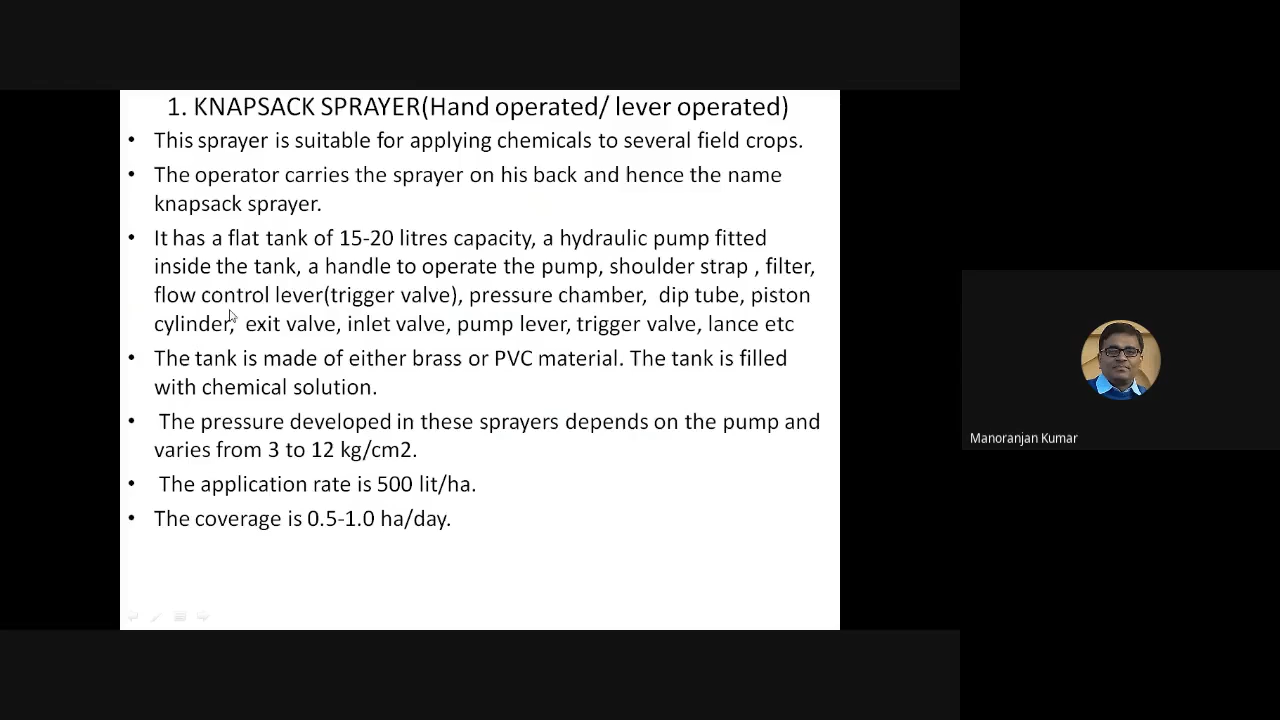 1. KNAPSACK SPRAYER(Hand operated/ lever operated)
• This sprayer is suitable for applying chemicals to several field crops.
• The operator carries the sprayer on his back and hence the name
knapsack sprayer.
• It has a flat tank of 15-20 litres capacity, a hydraulic pump fitted
inside the tank, a handle to operate the pump, shoulder strap , filter,
flow control lever(trigger valve), pressure chamber, dip tube, piston
cylinder, exit valve, inlet valve, pump lever, trigger valve, lance etc
• The tank is made of either brass or PVC material. The tank is filled
with chemical solution.
• The pressure developed in these sprayers depends on the pump and
varies from 3 to 12 kg/cm2.
• The application rate is 500 lit/ha.
• The coverage is 0.5-1.0 ha/day.
Manoranjan Kumar